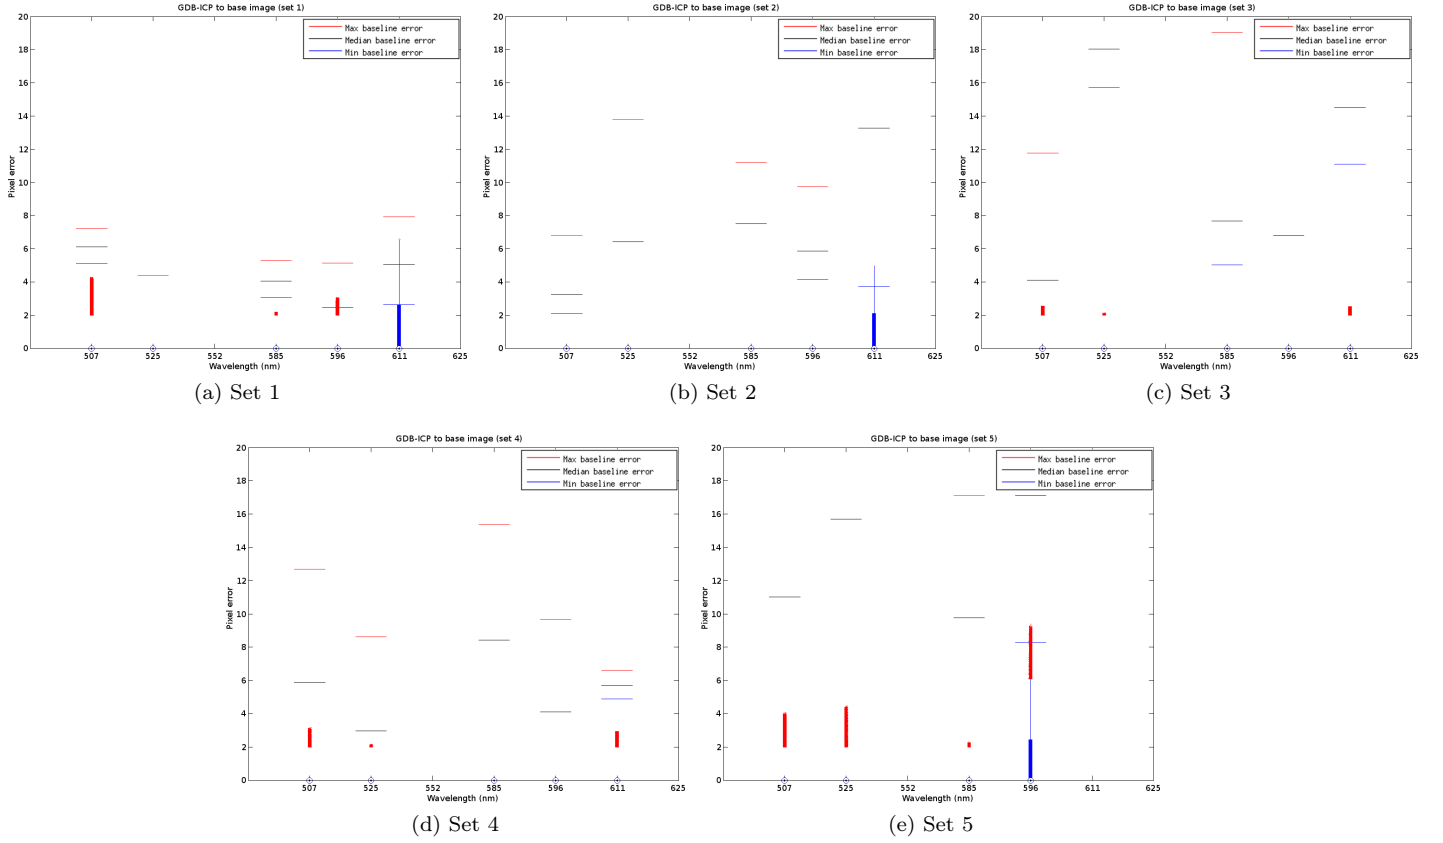 GDB-ICP to base image (set 1)
Max baseline error
Median baseline error
Min baseline error
Pixel error
20
18
16
14
12
10
8
6
4
2
0
507 525 552 585 596 611 625
Wavelength (nm)
(a) Set 1
GDB-ICP to base image (set 2)
Max baseline error
Median baseline error
Min baseline error
Pixel error
20
18
16
14
12
10
8
6
4
2
0
507 525 552 585 596 611 625
Wavelength (nm)
(b) Set 2
GDB-ICP to base image (set 3)
Max baseline error
Median baseline error
Min baseline error
Pixel error
20
18
16
14
12
10
8
6
4
2
0
507 525 552 585 596 611 625
Wavelength (nm)
(c) Set 3
GDB-ICP to base image (set 4)
Max baseline error
Median baseline error
Min baseline error
Pixel error
20
18
16
14
12
10
8
6
4
2
0
507 525 552 585 596 611 625
Wavelength (nm)
(d) Set 4
GDB-ICP to base image (set 5)
Max baseline error
Median baseline error
Min baseline error
Pixel error
20
18
16
14
12
10
8
6
4
2
0
507 525 552 585 596 611 625
Wavelength (nm)
(e) Set 5